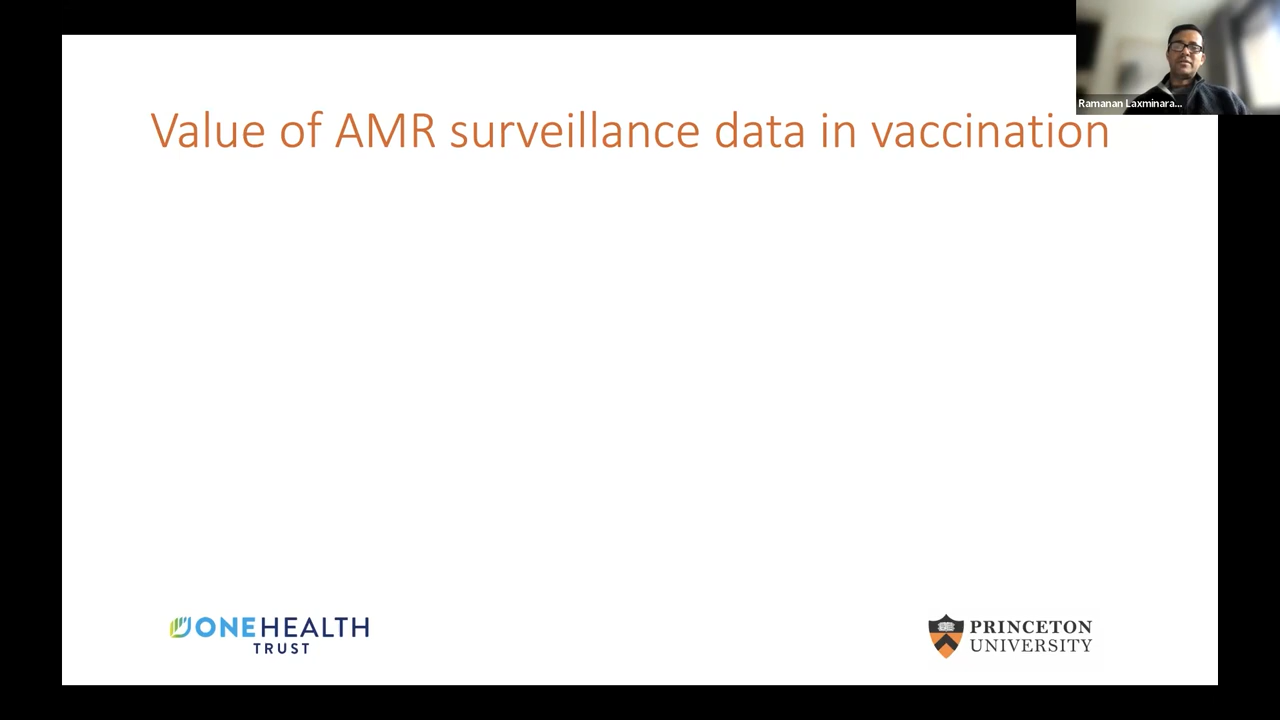 Ramanan Laxminara...
Value of AMR surveillance data in vaccination
ONEHEALTH
TRUST
PRINCETON
UNIVERSITY